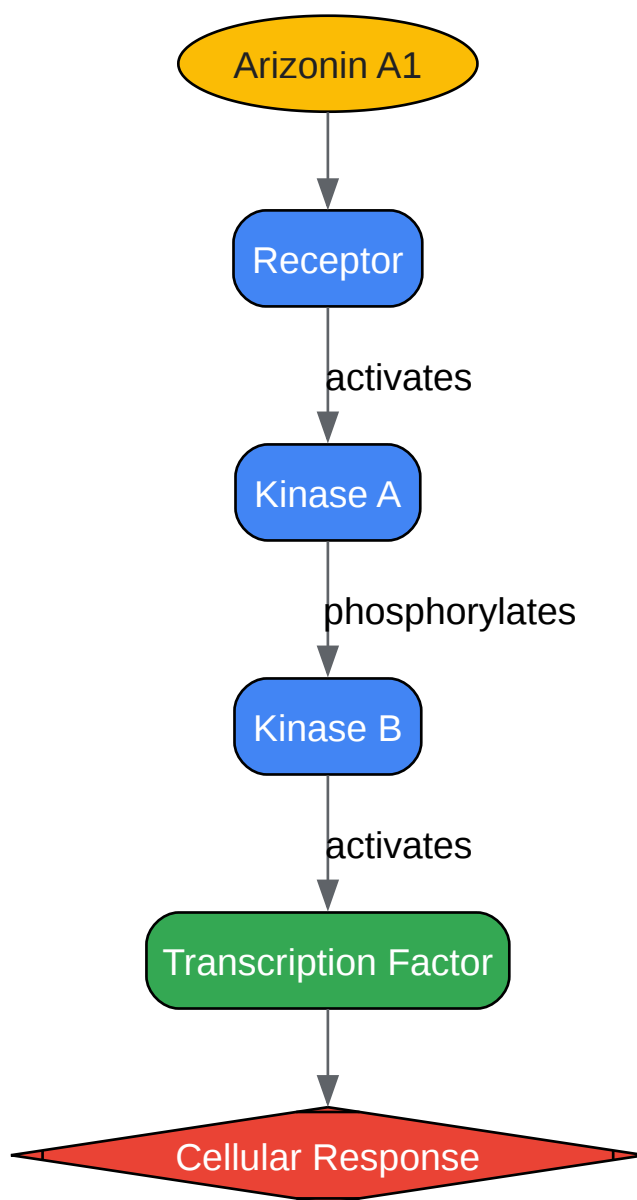 Arizonin A1
Receptor
activates
Kinase A
phosphorylates
Kinase B
activates
Transcription Factor
Cellular Response